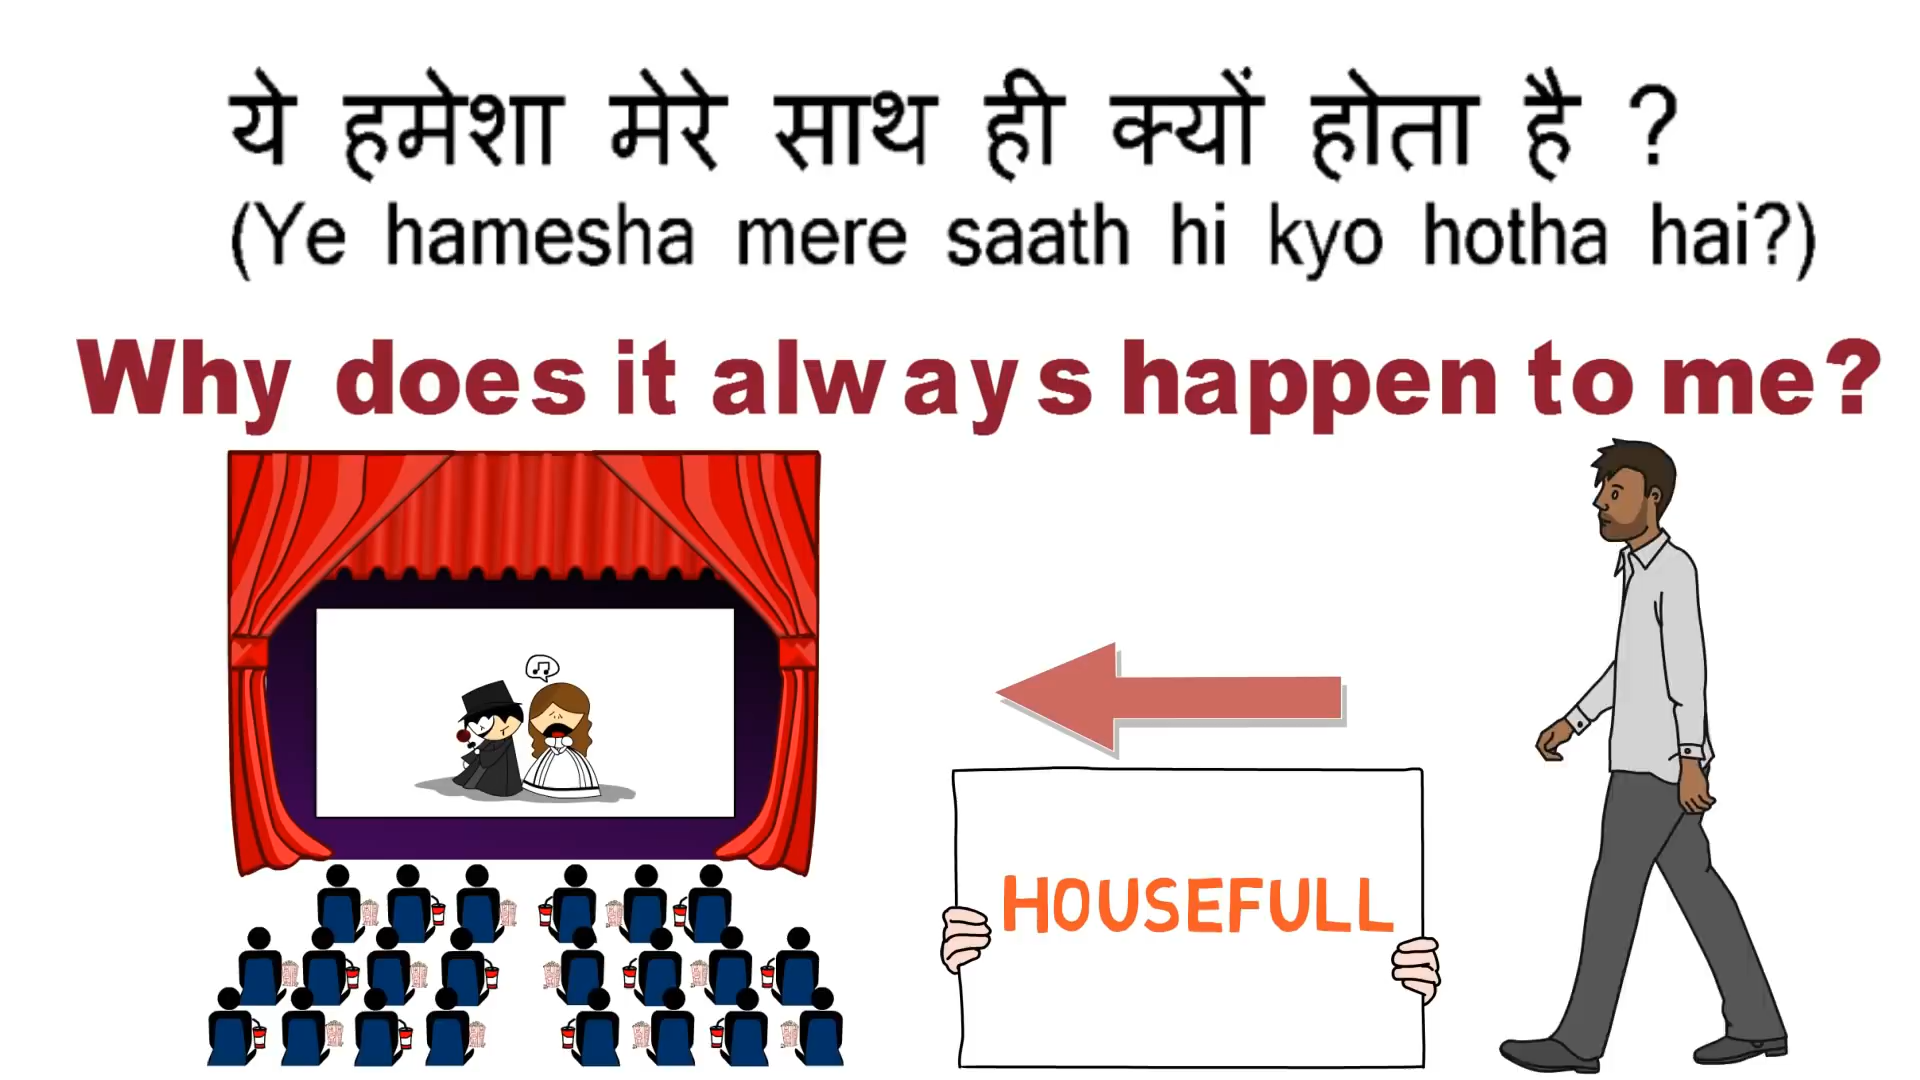 ये हमेशा मेरे साथ ही क्यों होता है ?
(Ye hamesha mere saath hi kyo hotha hai?)
Why does it always happen to me?
HOUSEFULL